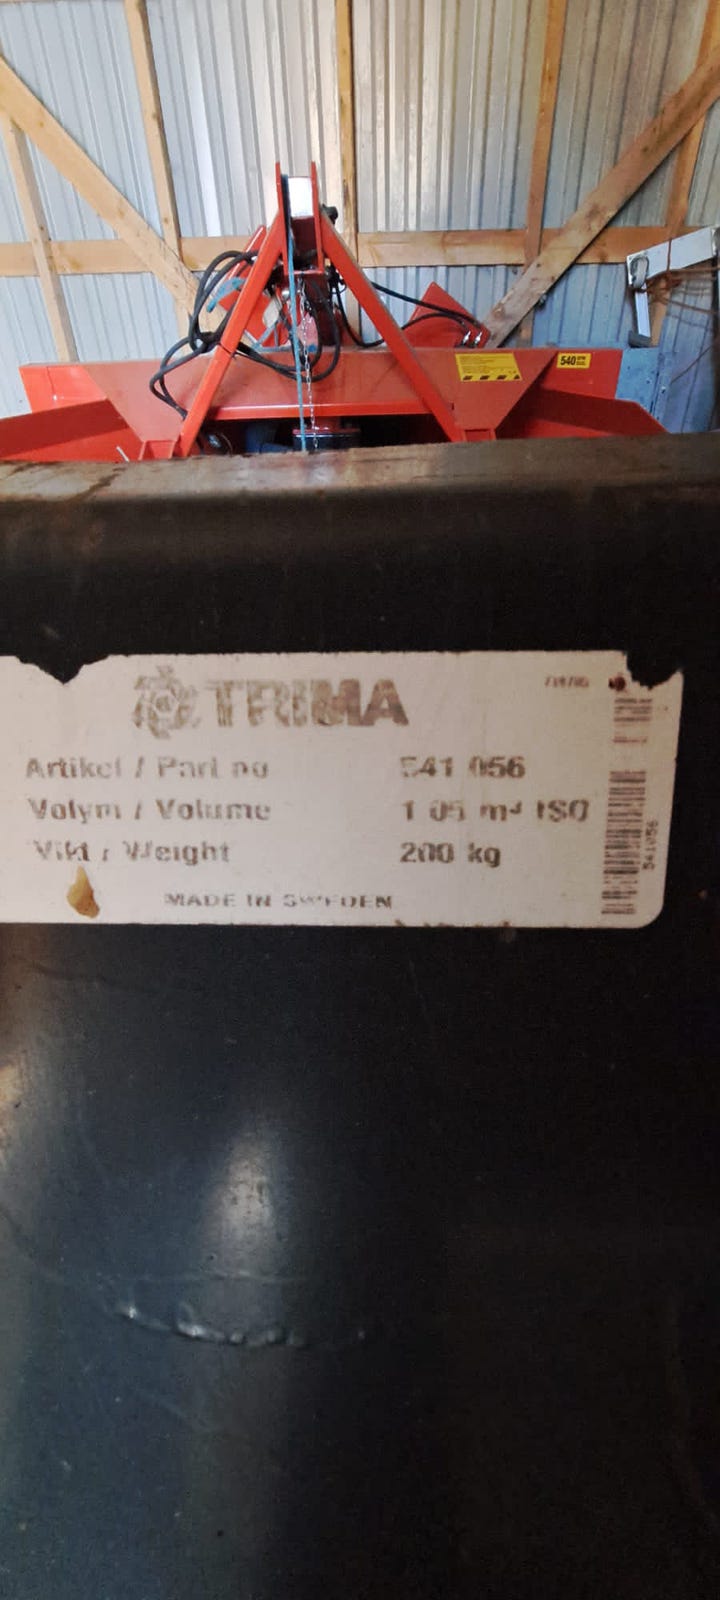 540
TRIMA
Artikel / Part no 541 056
Volym / Volume 1 05 m³ ISO
Vikt / Weight 200 kg
541056
MADE IN SWEDEN